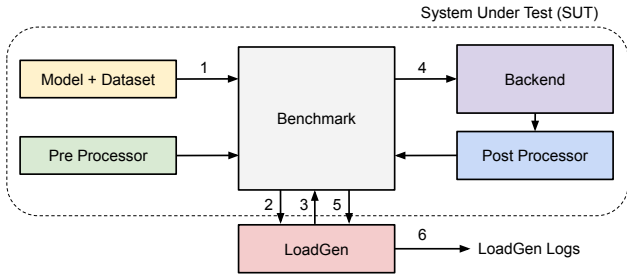 System Under Test (SUT)
Model + Dataset
1
Benchmark
4
Backend
Pre Processor
Post Processor
2
3
5
LoadGen
6
LoadGen Logs